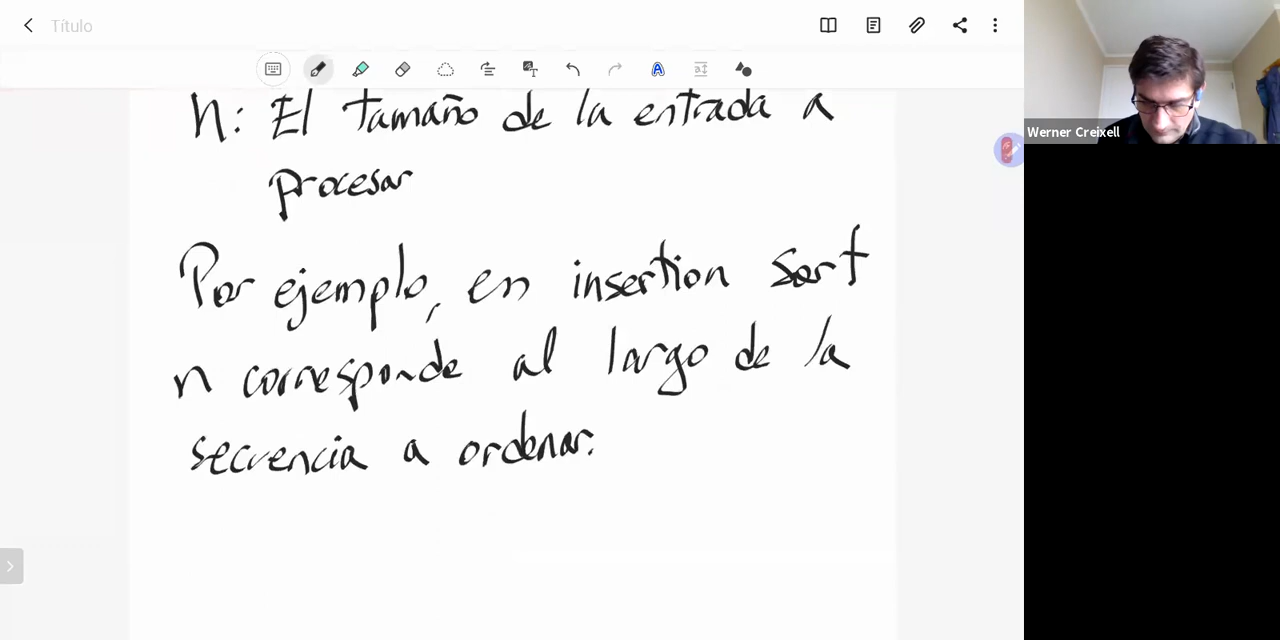 Título
n: El tamaño de la entrada a
procesar
Por ejemplo, en insertion sort
n corresponde al largo de la
secuencia a ordenar.
Werner Creixell